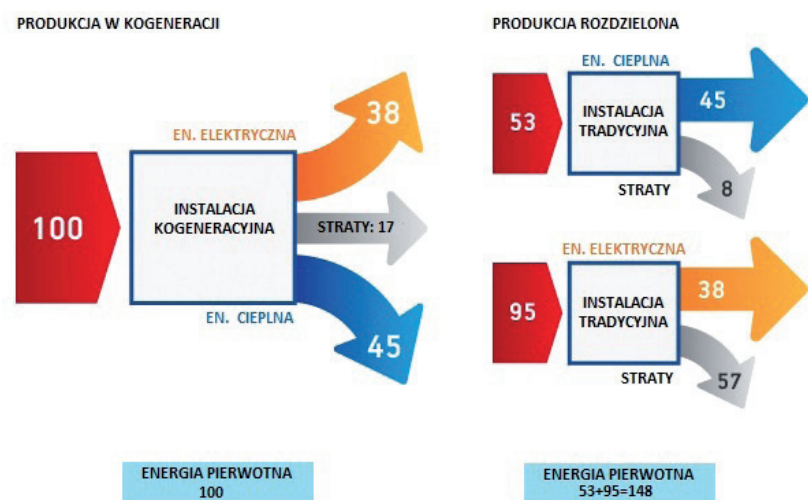 PRODUKCJA W KOGENERACJI
100
EN. ELEKTRYCZNA
38
INSTALACJA
KOGENERACYJNA
STRATY: 17
EN. CIEPLNA
45
ENERGIA PIERWOTNA
100
PRODUKCJA ROZDZIELONA
EN. CIEPLNA
53
INSTALACJA
TRADYCYJNA
45
STRATY
8
EN. ELEKTRYCZNA
95
INSTALACJA
TRADYCYJNA
38
STRATY
57
ENERGIA PIERWOTNA
53+95=148